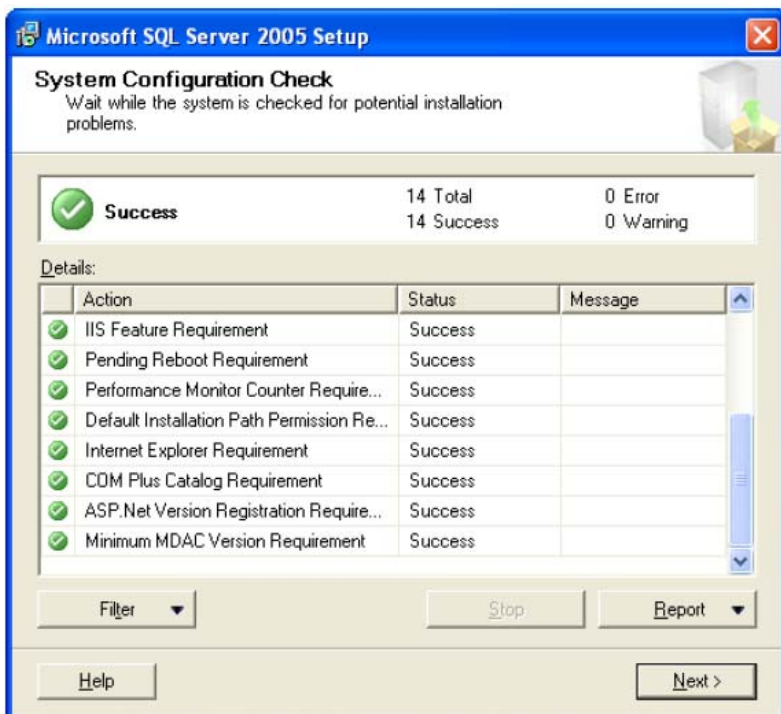 Microsoft SQL Server 2005 Setup
System Configuration Check
Wait while the system is checked for potential installation
problems.
Success
14 Total
0 Error
14 Success
0 Warning
Details:
Action Status Message
IIS Feature Requirement Success
Pending Reboot Requirement Success
Performance Monitor Counter Require... Success
Default Installation Path Permission Re... Success
Internet Explorer Requirement Success
COM Plus Catalog Requirement Success
ASP.Net Version Registration Require... Success
Minimum MDAC Version Requirement Success
Filter Stop Report
Help Next >